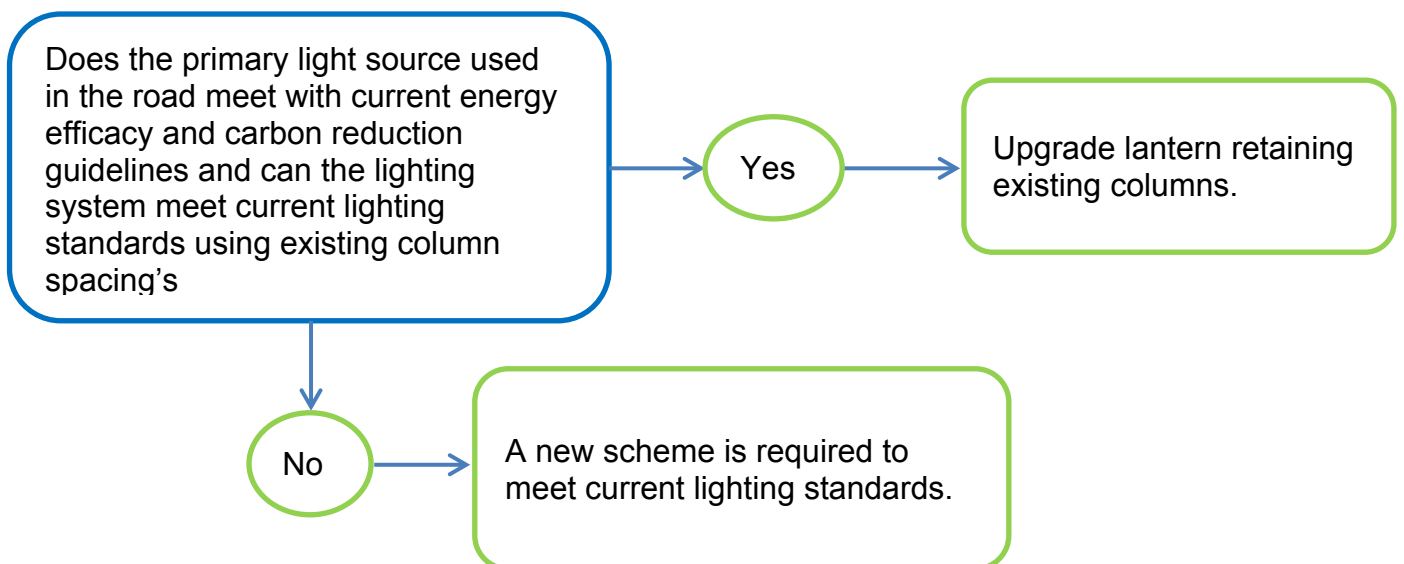 Does the primary light source used
in the road meet with current energy
efficacy and carbon reduction
guidelines and can the lighting
system meet current lighting
standards using existing column
spacing’s
Yes
Upgrade lantern retaining
existing columns.
No
A new scheme is required to
meet current lighting standards.